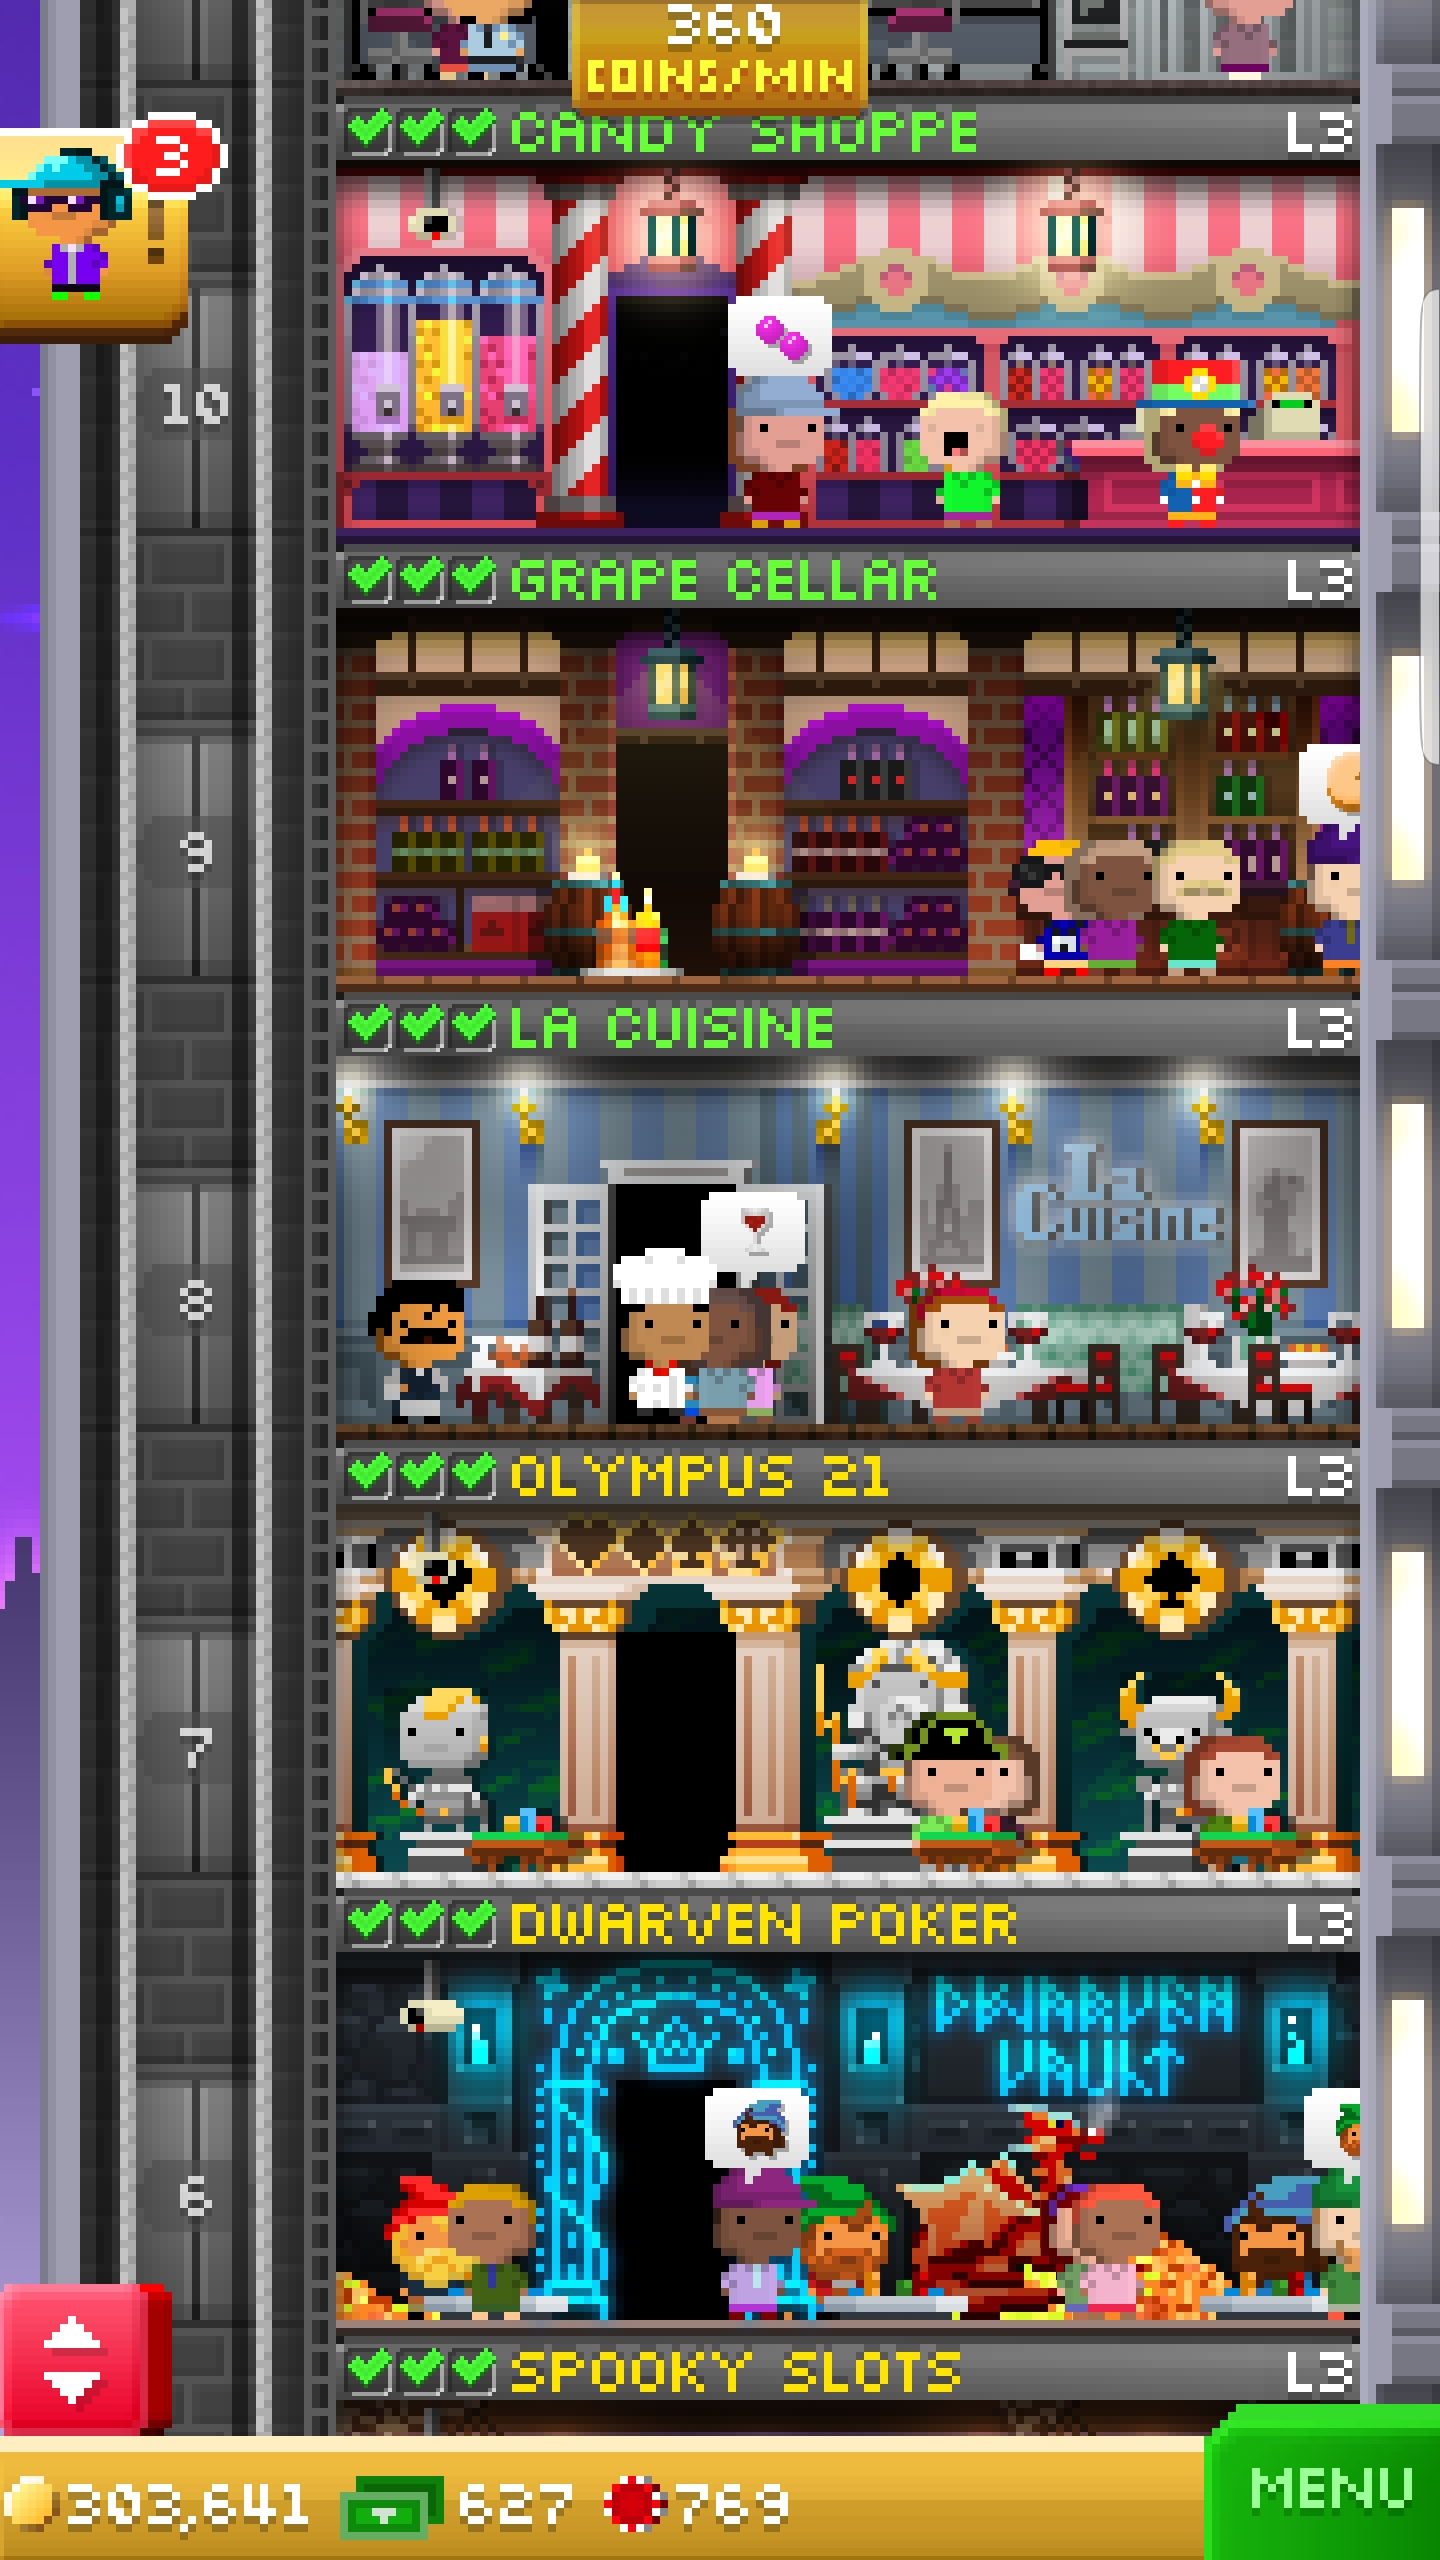 360
COINS/MIN
CANDY SHOPPE L3
3
10
GRAPE CELLAR L3
9
LA CUISINE L3
La
Cuisine
8
OLYMPUS 21 L3
7
DWARVEN POKER L3
DWARVEN
VAULT
6
SPOOKY SLOTS L3
303,641 627 769 MENU